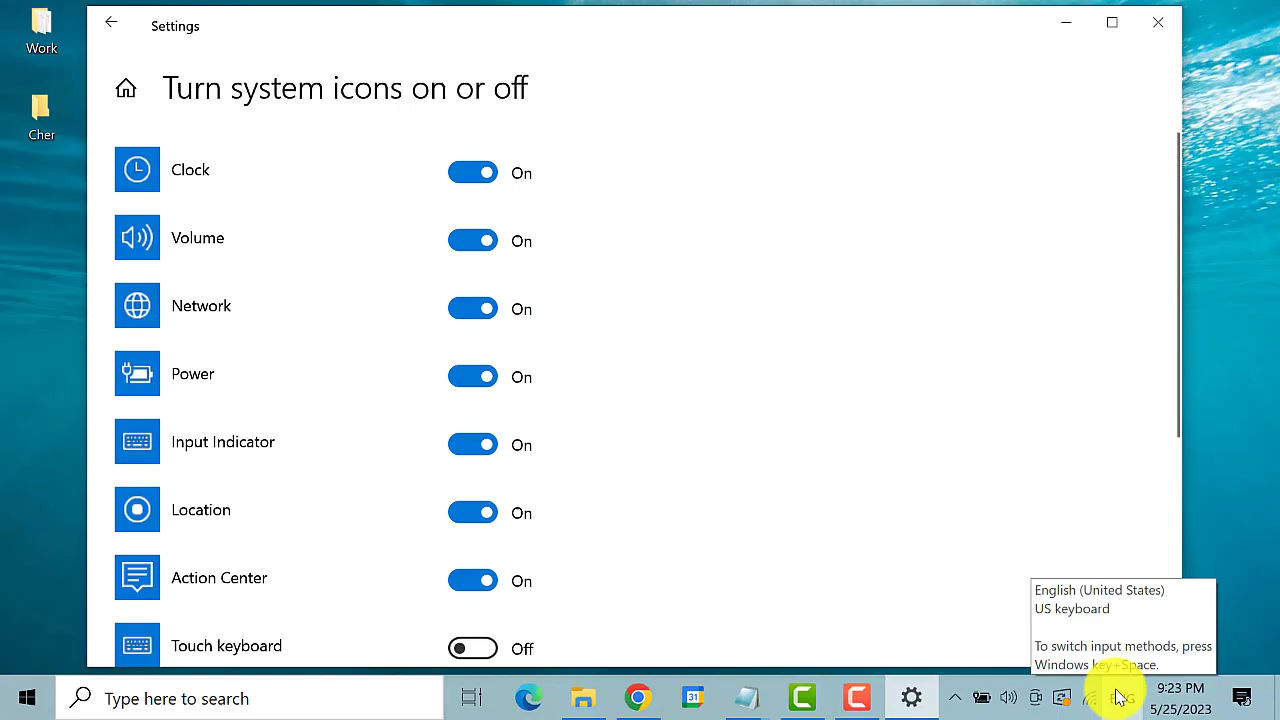 Work
Cher
Settings
Turn system icons on or off
Clock On
Volume On
Network On
Power On
Input Indicator On
Location On
Action Center On
Touch keyboard Off
English (United States)
US keyboard
To switch input methods, press
Windows key+Space.
Type here to search
31
ENG
9:23 PM
5/25/2023